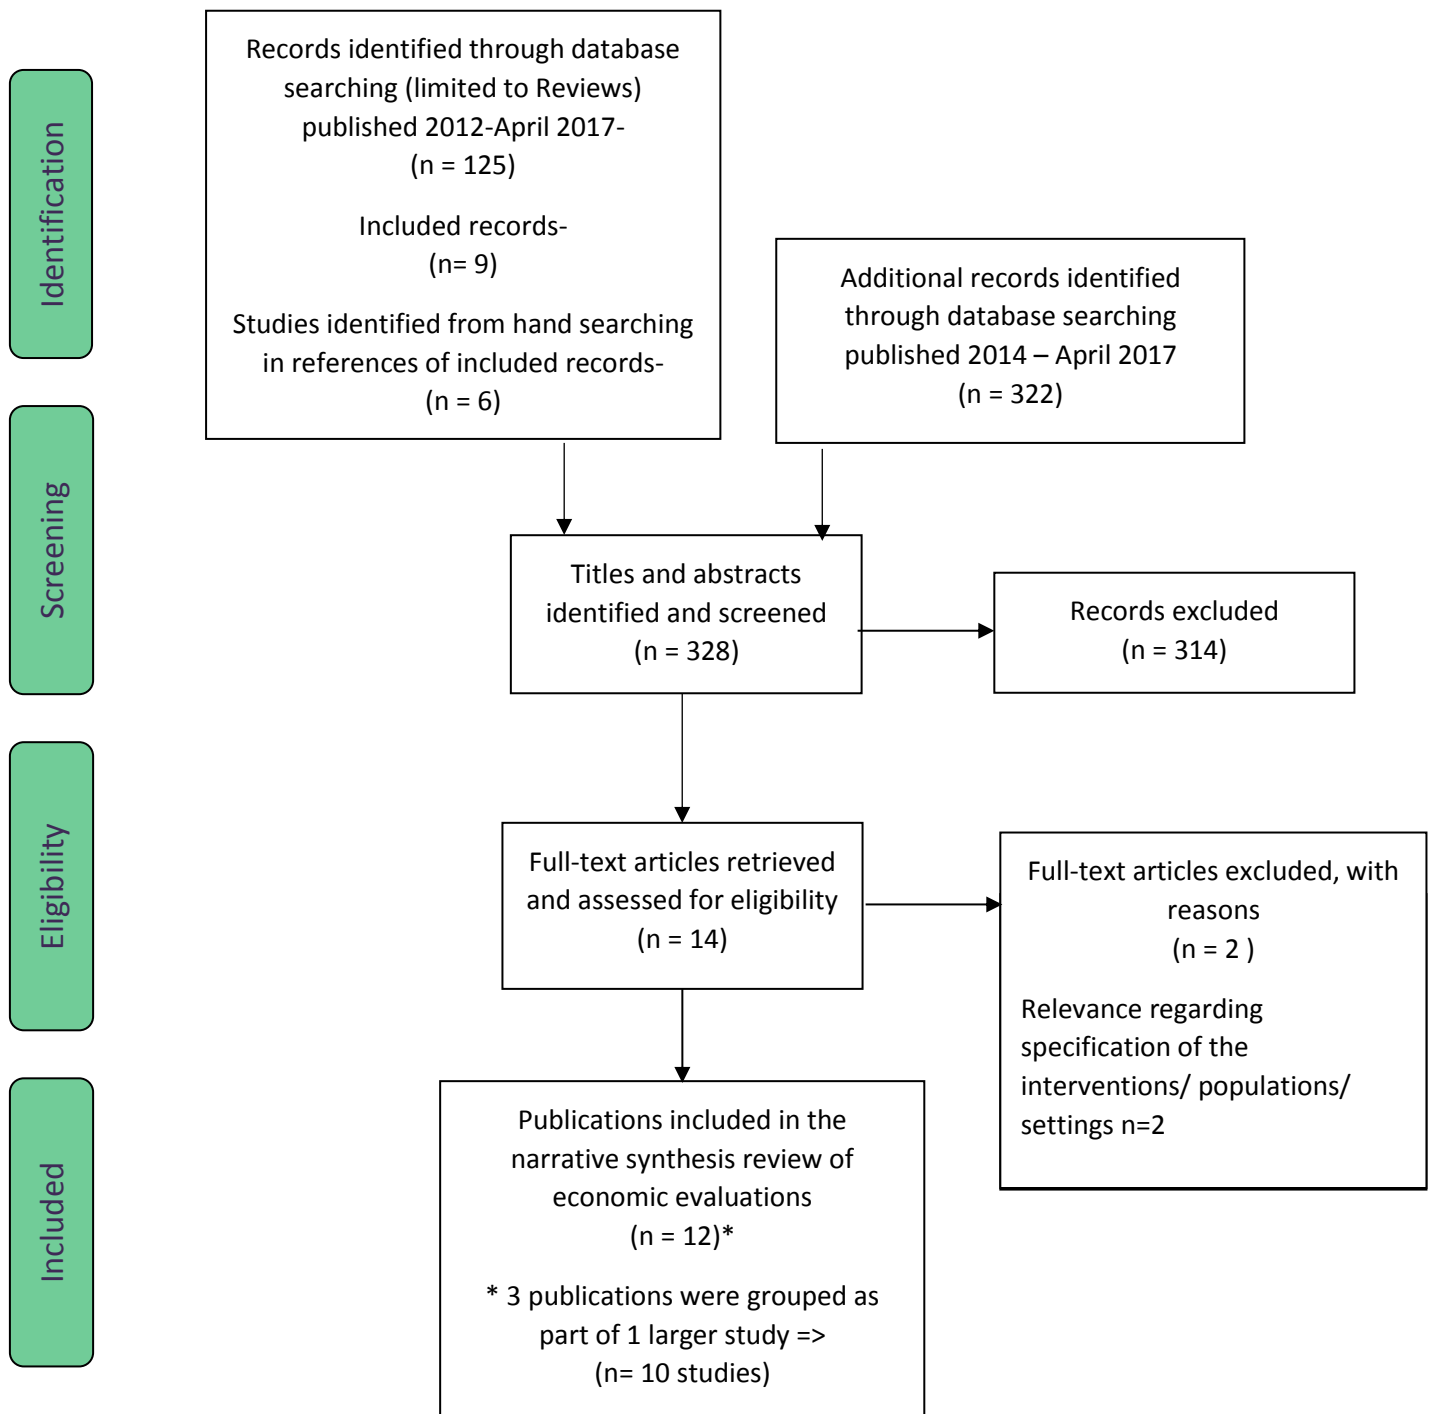 Identification
Records identified through database
searching (limited to Reviews)
published 2012-April 2017-
(n = 125)
Included records-
(n= 9)
Studies identified from hand searching
in references of included records-
(n = 6)
Additional records identified
through database searching
published 2014 – April 2017
(n = 322)
Screening
Titles and abstracts
identified and screened
(n = 328)
Records excluded
(n = 314)
Eligibility
Full-text articles retrieved
and assessed for eligibility
(n = 14)
Full-text articles excluded, with
reasons
(n = 2 )
Relevance regarding
specification of the
interventions/ populations/
settings n=2
Included
Publications included in the
narrative synthesis review of
economic evaluations
(n = 12)*
* 3 publications were grouped as
part of 1 larger study =>
(n= 10 studies)